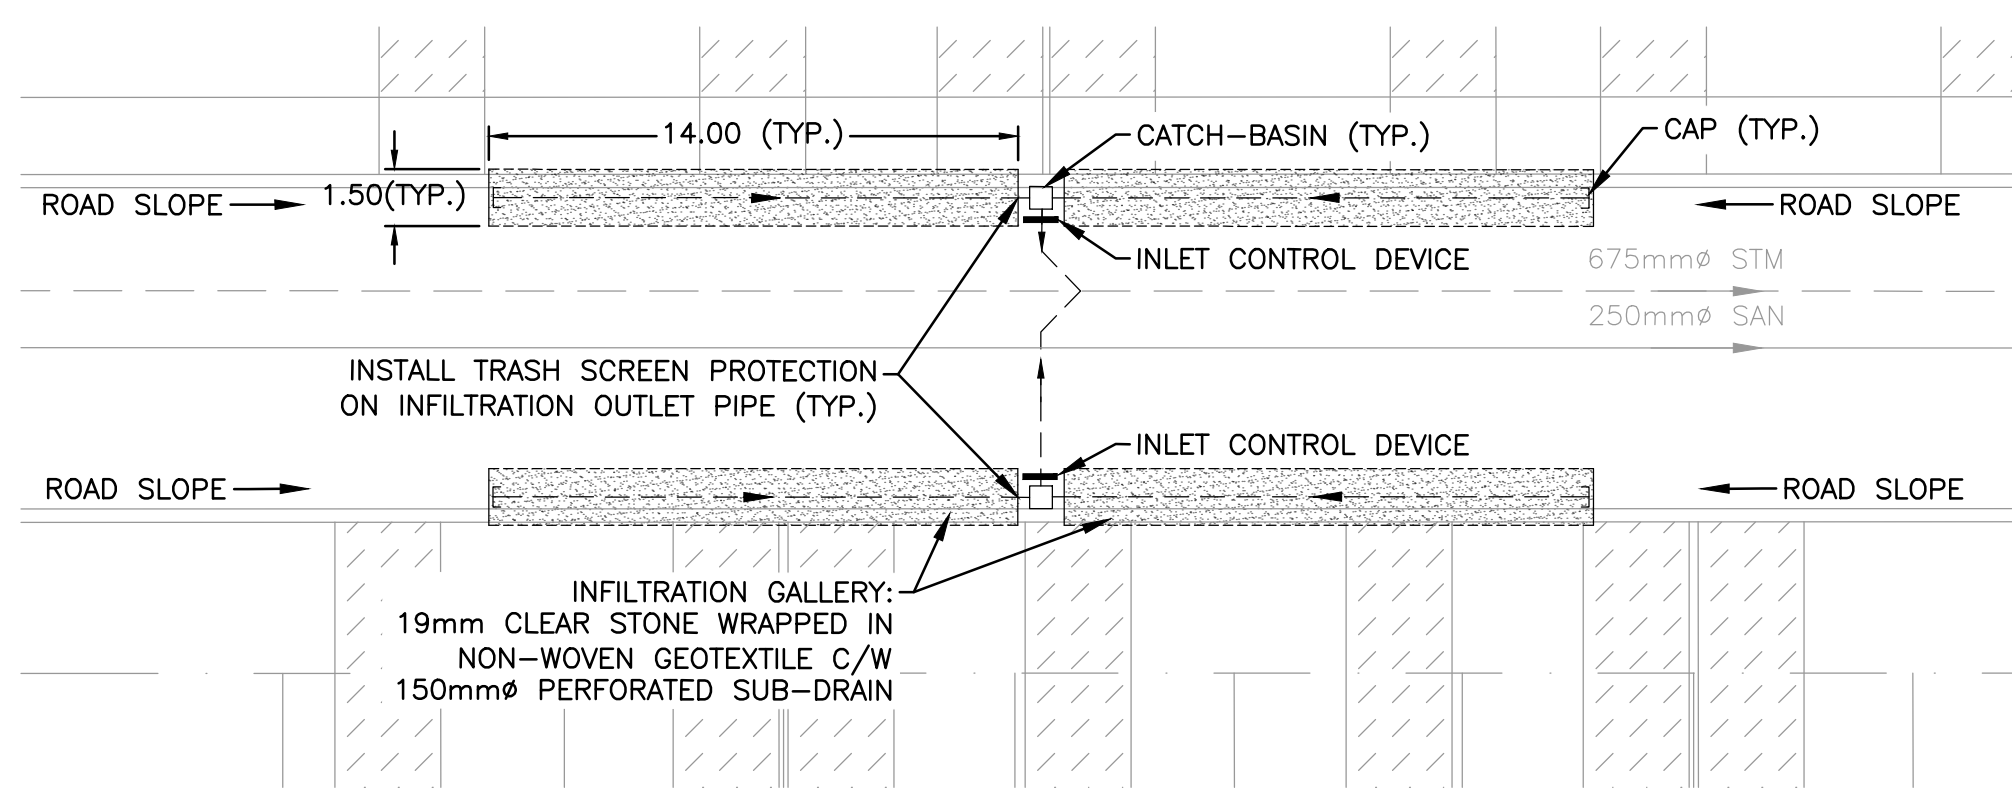 14.00 (TYP.)
CATCH-BASIN (TYP.)
CAP (TYP.)
1.50(TYP.)
ROAD SLOPE
ROAD SLOPE
INLET CONTROL DEVICE
675mmø STM
250mmø SAN
INSTALL TRASH SCREEN PROTECTION
ON INFILTRATION OUTLET PIPE (TYP.)
INLET CONTROL DEVICE
ROAD SLOPE
ROAD SLOPE
INFILTRATION GALLERY:
19mm CLEAR STONE WRAPPED IN
NON-WOVEN GEOTEXTILE C/W
150mmø PERFORATED SUB-DRAIN